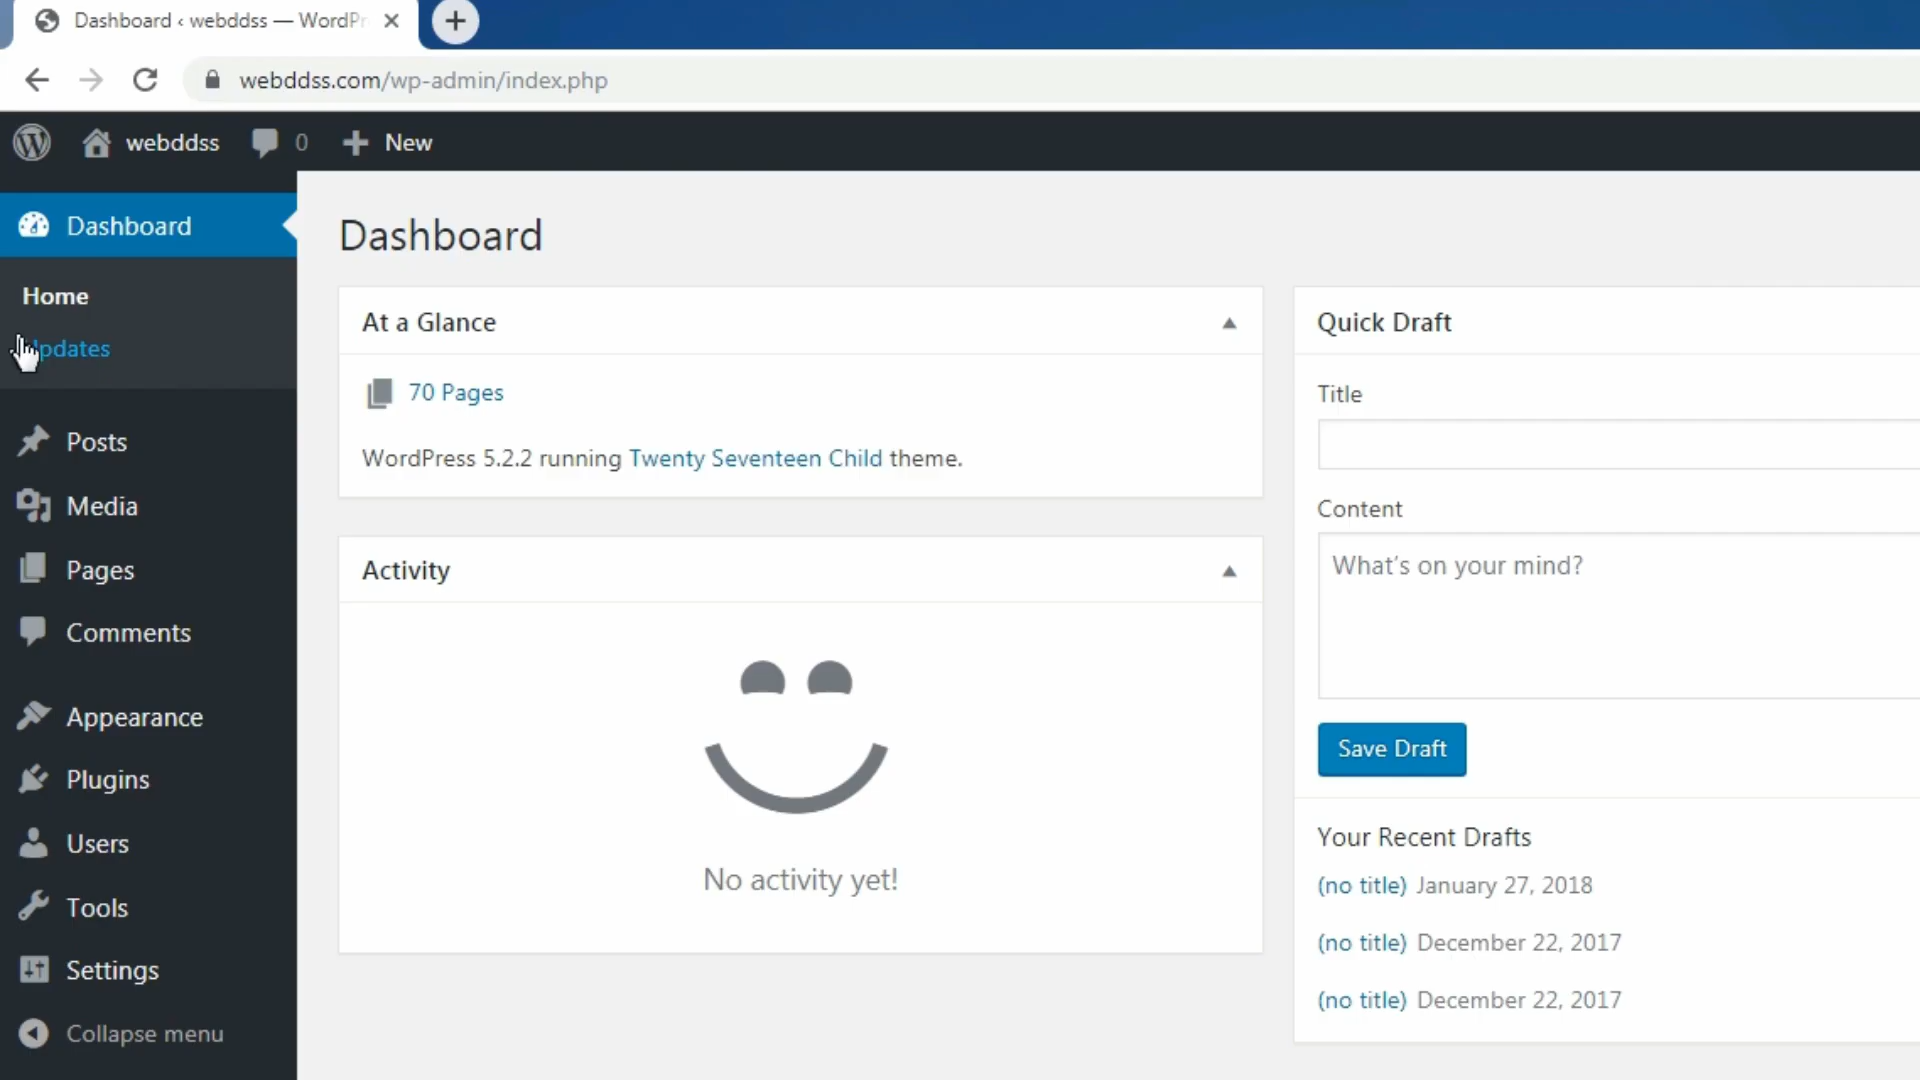 Dashboard ‹ webddss — WordPr
webddss.com/wp-admin/index.php
webddss 0 New
Dashboard
Home
Updates
Posts
Media
Pages
Comments
Appearance
Plugins
Users
Tools
Settings
Collapse menu
Dashboard
At a Glance
70 Pages
WordPress 5.2.2 running Twenty Seventeen Child theme.
Activity
No activity yet!
Quick Draft
Title
Content
What's on your mind?
Save Draft
Your Recent Drafts
(no title) January 27, 2018
(no title) December 22, 2017
(no title) December 22, 2017